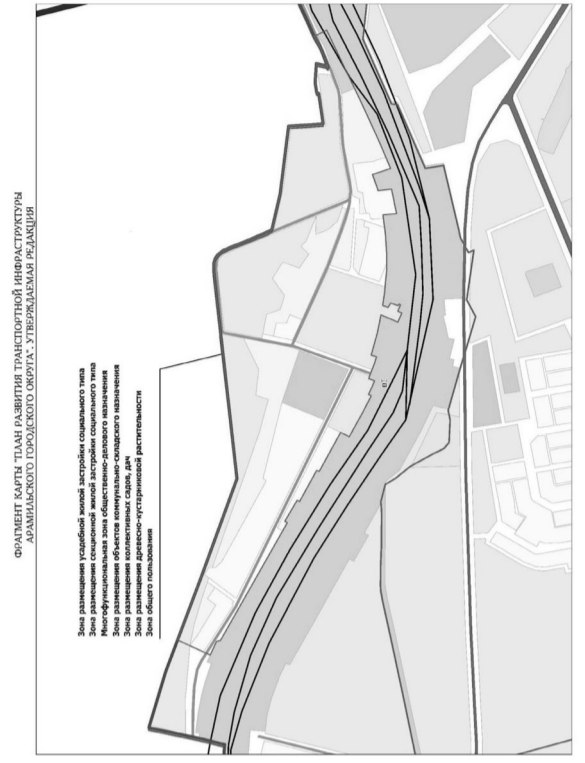 ФРАГМЕНТ КАРТЫ "ПЛАН РАЗВИТИЯ ТРАНСПОРТНОЙ ИНФРАСТРУКТУРЫ
АРАМИЛЬСКОГО ГОРОДСКОГО ОКРУГА". УТВЕРЖДАЕМАЯ РЕДАКЦИЯ
Зона размещения усадебной жилой застройки социального типа
Зона размещения секционной жилой застройки социального типа
Многофункциональная зона общественно-делового назначения
Зона размещения объектов коммунально-складского назначения
Зона размещения коллективных садов, дач
Зона размещения древесно-кустарниковой растительности
Зона общего пользования